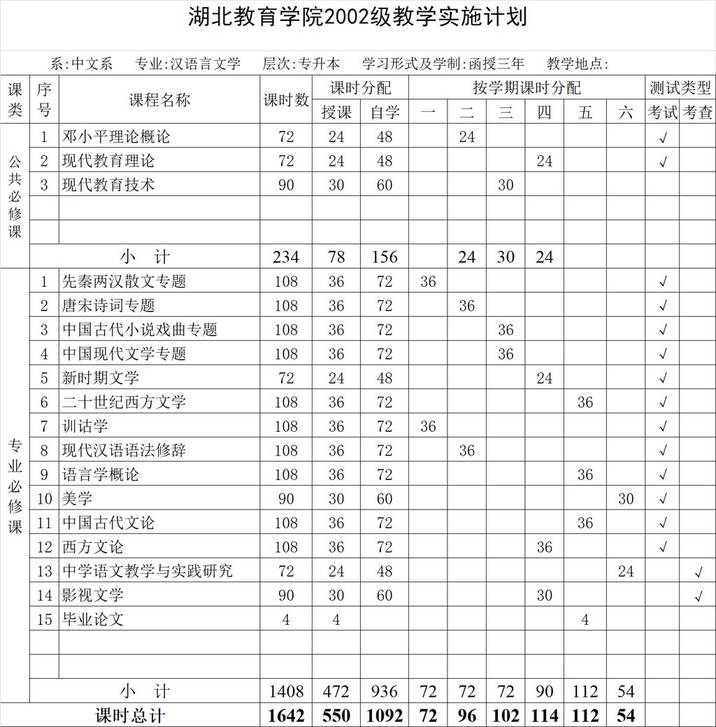 湖北教育学院2002级教学实施计划
系:中文系 专业:汉语言文学 层次:专升本 学习形式及学制:函授三年 教学地点:
课类 序号 课程名称 课时数 课时分配 按学期课时分配 测试类型
授课 自学 一 二 三 四 五 六 考试 考查
公共必修课
1 邓小平理论概论 72 24 48 24 √
2 现代教育理论 72 24 48 24 √
3 现代教育技术 90 30 60 30
小 计 234 78 156 24 30 24
专业必修课
1 先秦两汉散文专题 108 36 72 36 √
2 唐宋诗词专题 108 36 72 36 √
3 中国古代小说戏曲专题 108 36 72 36 √
4 中国现代文学专题 108 36 72 36 √
5 新时期文学 72 24 48 24 √
6 二十世纪西方文学 108 36 72 36 √
7 训诂学 108 36 72 36 √
8 现代汉语语法修辞 108 36 72 36 √
9 语言学概论 108 36 72 36 √
10 美学 90 30 60 30 √
11 中国古代文论 108 36 72 36 √
12 西方文论 108 36 72 36 √
13 中学语文教学与实践研究 72 24 48 24 √
14 影视文学 90 30 60 30 √
15 毕业论文 4 4 4
小 计 1408 472 936 72 72 72 90 112 54
课时总计 1642 550 1092 72 96 102 114 112 54